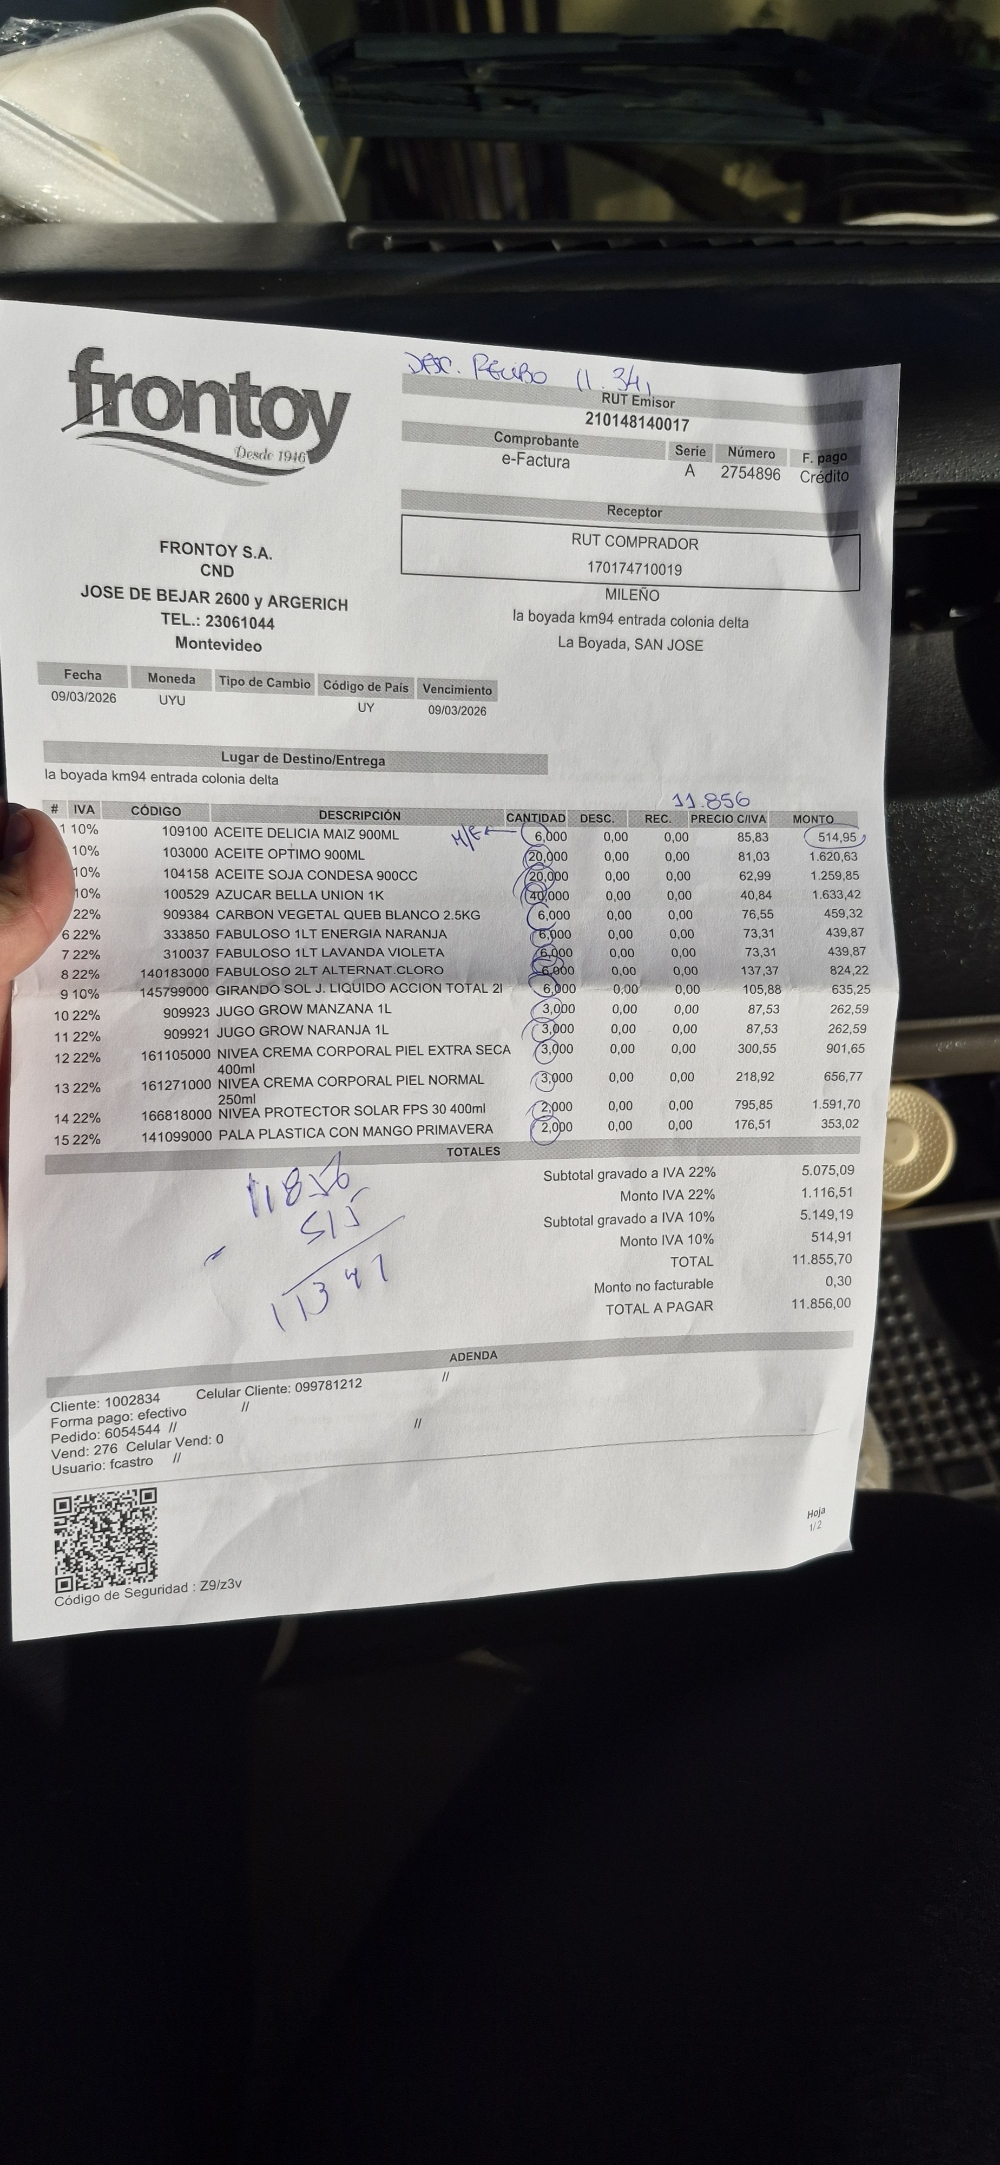 DESC. RECIBO 11.341
frontoy
Desde 1946
RUT Emisor
210148140017
Comprobante Serie Número F. pago
e-Factura A 2754896 Crédito
Receptor
RUT COMPRADOR
170174710019
MILEÑO
la boyada km94 entrada colonia delta
La Boyada, SAN JOSE
FRONTOY S.A.
CND
JOSE DE BEJAR 2600 y ARGERICH
TEL.: 23061044
Montevideo
Fecha Moneda Tipo de Cambio Código de País Vencimiento
09/03/2026 UYU UY 09/03/2026
Lugar de Destino/Entrega
la boyada km94 entrada colonia delta
11.856
# IVA CÓDIGO DESCRIPCIÓN CANTIDAD DESC. REC. PRECIO C/IVA MONTO
1 10% 109100 ACEITE DELICIA MAIZ 900ML 6,000 0,00 0,00 85,83 514,95
10% 103000 ACEITE OPTIMO 900ML 20,000 0,00 0,00 81,03 1.620,63
10% 104158 ACEITE SOJA CONDESA 900CC 20,000 0,00 0,00 62,99 1.259,85
10% 100529 AZUCAR BELLA UNION 1K 40,000 0,00 0,00 40,84 1.633,42
22% 909384 CARBON VEGETAL QUEB BLANCO 2.5KG 6,000 0,00 0,00 76,55 459,32
6 22% 333850 FABULOSO 1LT ENERGIA NARANJA 6,000 0,00 0,00 73,31 439,87
7 22% 310037 FABULOSO 1LT LAVANDA VIOLETA 6,000 0,00 0,00 73,31 439,87
8 22% 140183000 FABULOSO 2LT ALTERNAT.CLORO 6,000 0,00 0,00 137,37 824,22
9 10% 145799000 GIRANDO SOL J. LIQUIDO ACCION TOTAL 2l 6,000 0,00 0,00 105,88 635,25
10 22% 909923 JUGO GROW MANZANA 1L 3,000 0,00 0,00 87,53 262,59
11 22% 909921 JUGO GROW NARANJA 1L 3,000 0,00 0,00 87,53 262,59
12 22% 161105000 NIVEA CREMA CORPORAL PIEL EXTRA SECA 3,000 0,00 0,00 300,55 901,65
400ml
13 22% 161271000 NIVEA CREMA CORPORAL PIEL NORMAL 3,000 0,00 0,00 218,92 656,77
250ml
14 22% 166818000 NIVEA PROTECTOR SOLAR FPS 30 400ml 2,000 0,00 0,00 795,85 1.591,70
15 22% 141099000 PALA PLASTICA CON MANGO PRIMAVERA 2,000 0,00 0,00 176,51 353,02
TOTALES
Subtotal gravado a IVA 22% 5.075,09
Monto IVA 22% 1.116,51
Subtotal gravado a IVA 10% 5.149,19
Monto IVA 10% 514,91
TOTAL 11.855,70
Monto no facturable 0,30
TOTAL A PAGAR 11.856,00
11856
- 515
11341
ADENDA
Cliente: 1002834 Celular Cliente: 099781212 //
Forma pago: efectivo //
Pedido: 6054544 // //
Vend: 276 Celular Vend: 0
Usuario: fcastro //
Hoja
1/2
Código de Seguridad : Z9/z3v